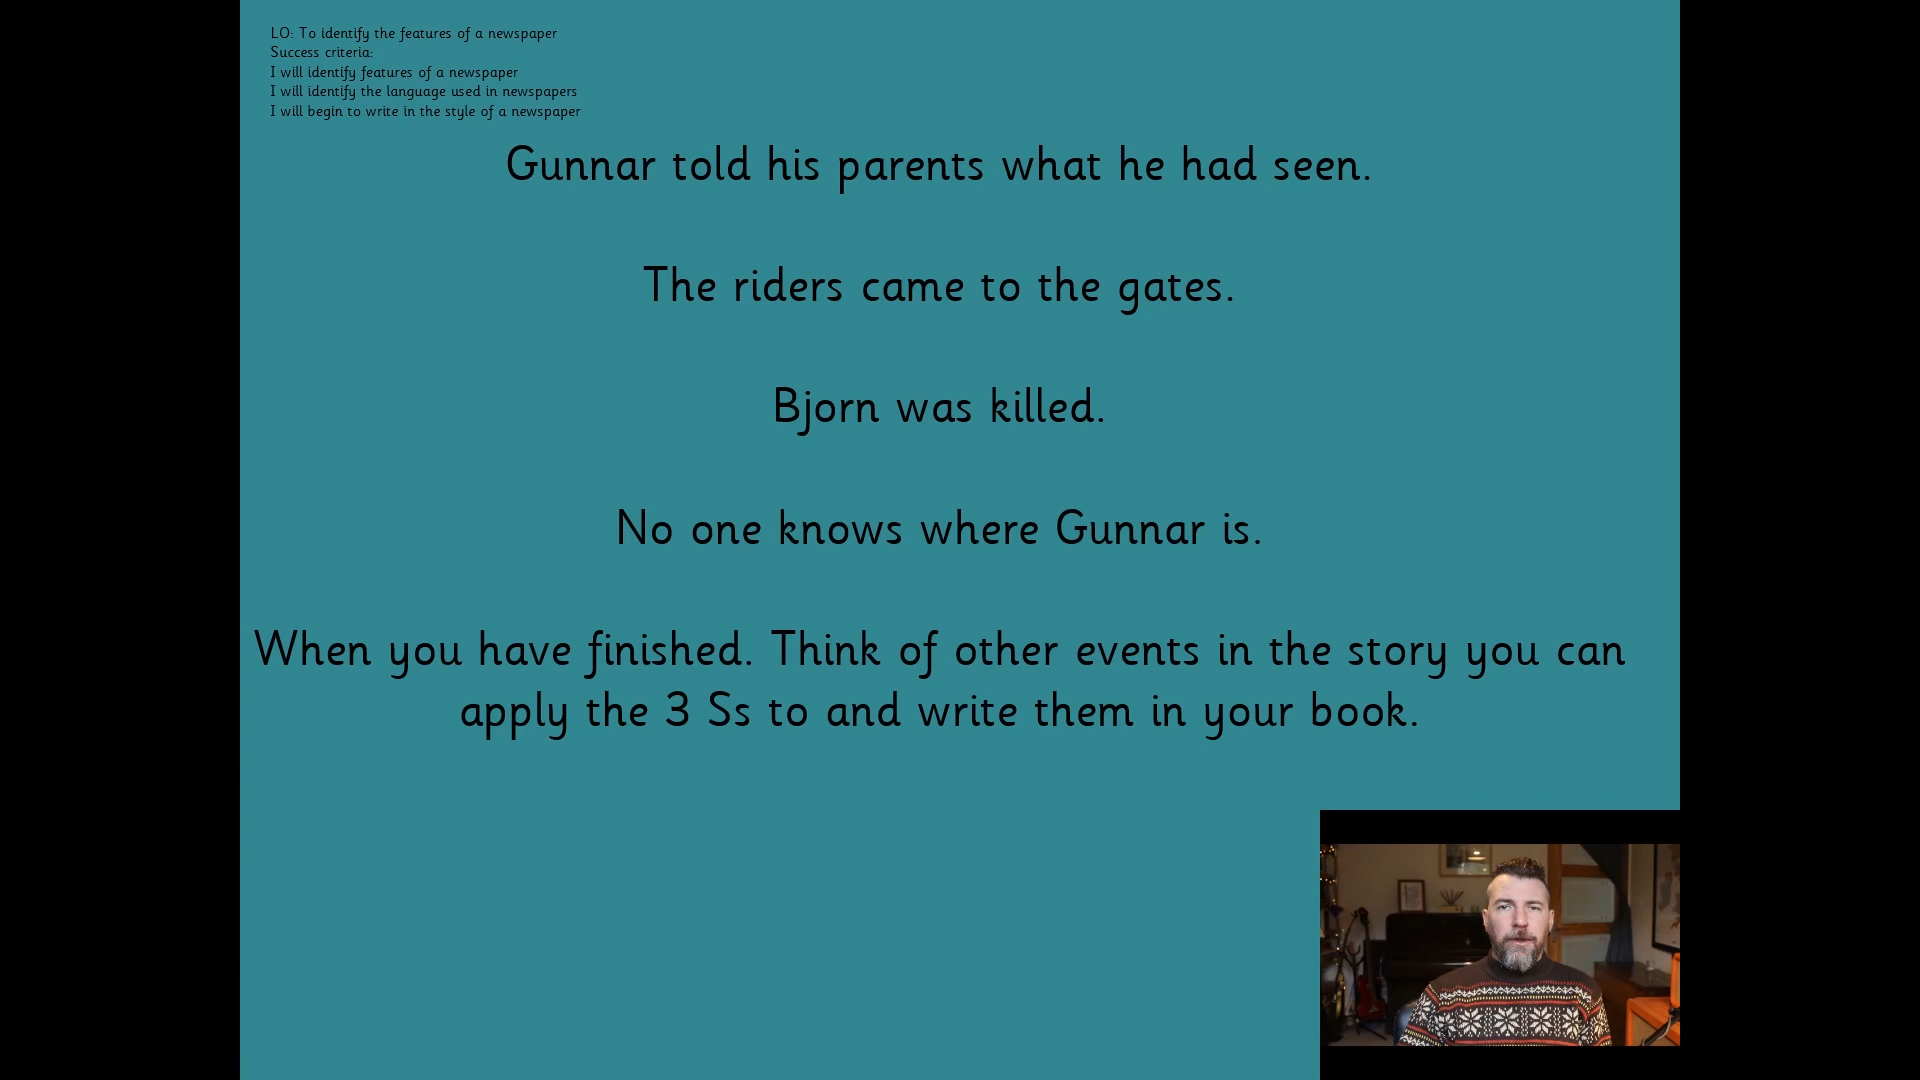 LO: To identify the features of a newspaper
Success criteria:
I will identify features of a newspaper
I will identify the language used in newspapers
I will begin to write in the style of a newspaper
Gunnar told his parents what he had seen.
The riders came to the gates.
Bjorn was killed.
No one knows where Gunnar is.
When you have finished. Think of other events in the story you can
apply the 3 Ss to and write them in your book.